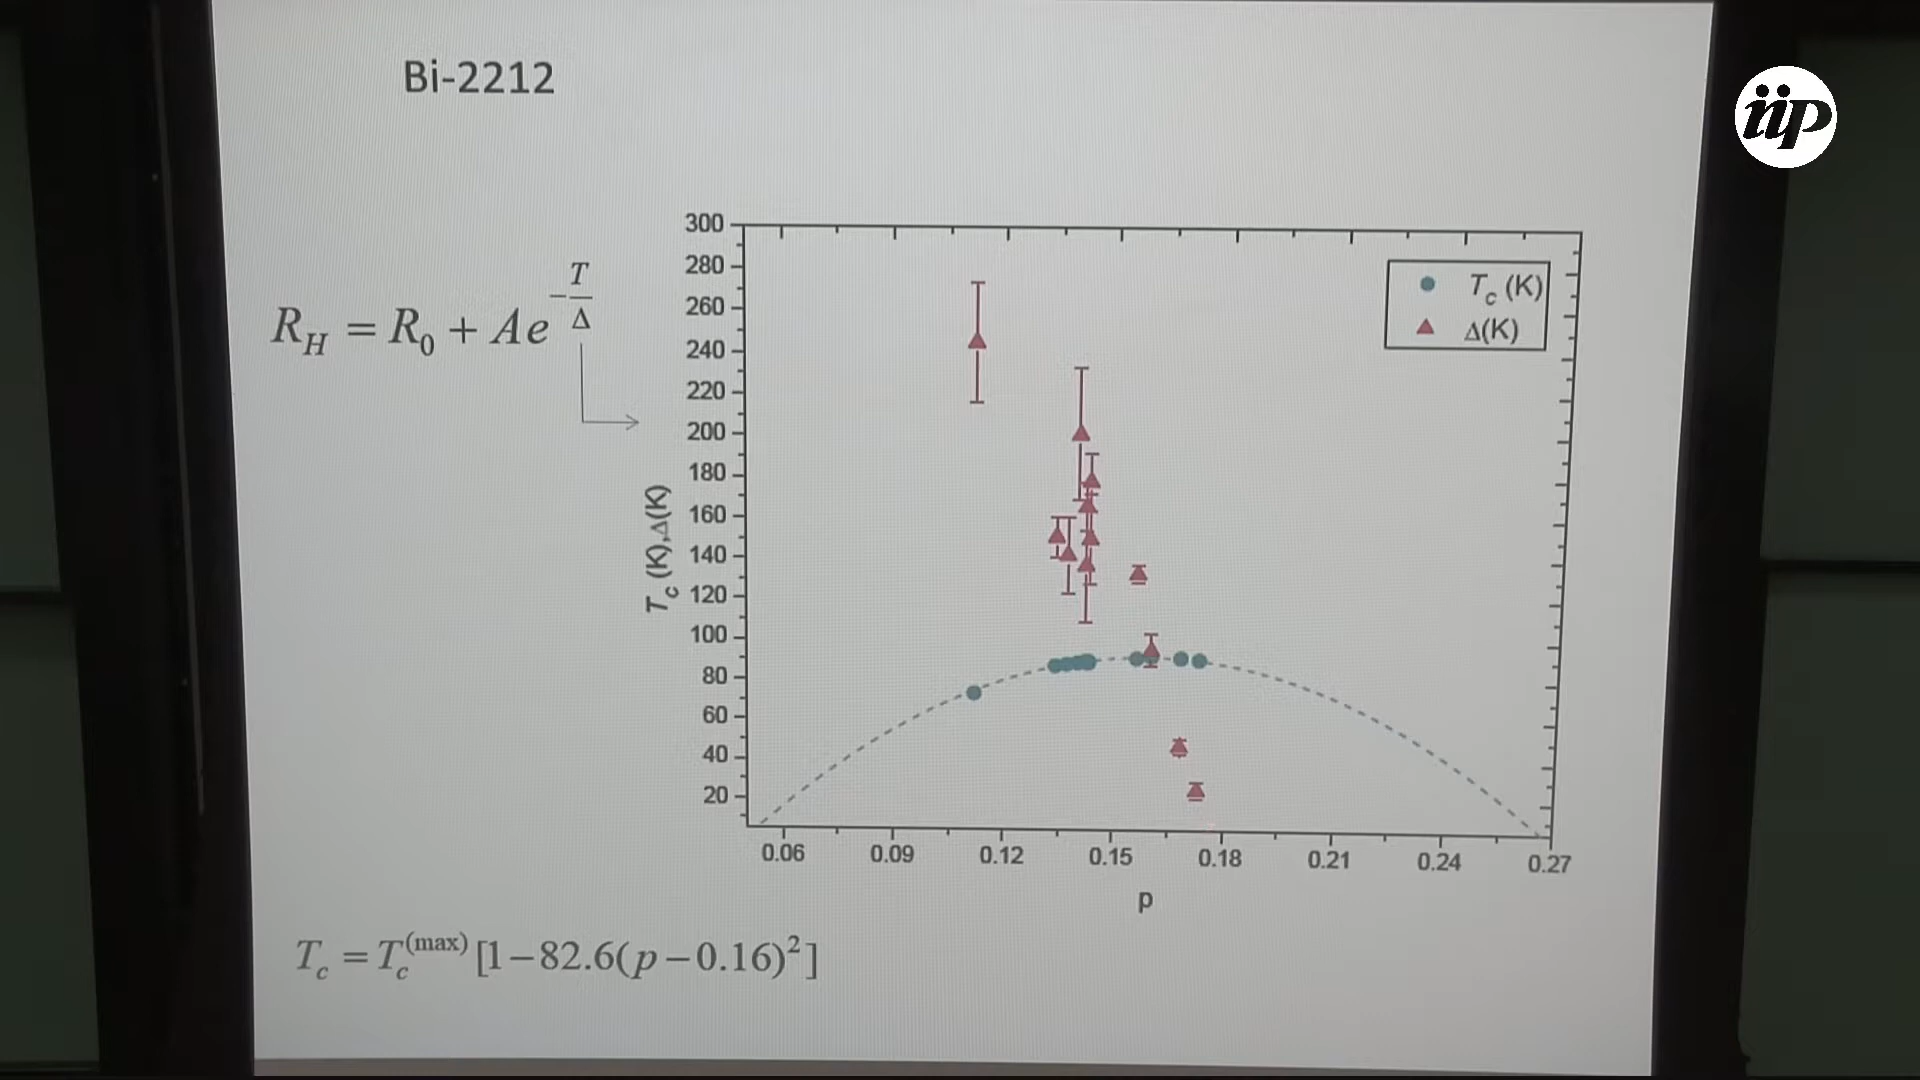 Bi-2212
iip
R_H = R_0 + Ae^{-\frac{T}{Δ}}
300
280
260
240
220
200
180
160
140
120
100
80
60
40
20
T_c (K)
Δ(K)
T_c (K),Δ(K)
0.06 0.09 0.12 0.15 0.18 0.21 0.24 0.27
p
T_c = T_c^{(max)} [1−82.6(p−0.16)^2]